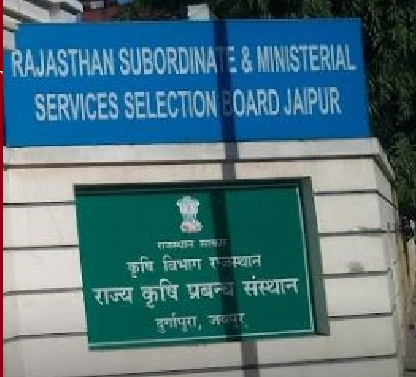 RAJASTHAN SUBORDINATE & MINISTERIAL
SERVICES SELECTION BOARD JAIPUR
राजस्थान सरकार
कृषि विभाग राजस्थान
राज्य कृषि प्रबन्ध संस्थान
दुर्गापुरा, जयपुर